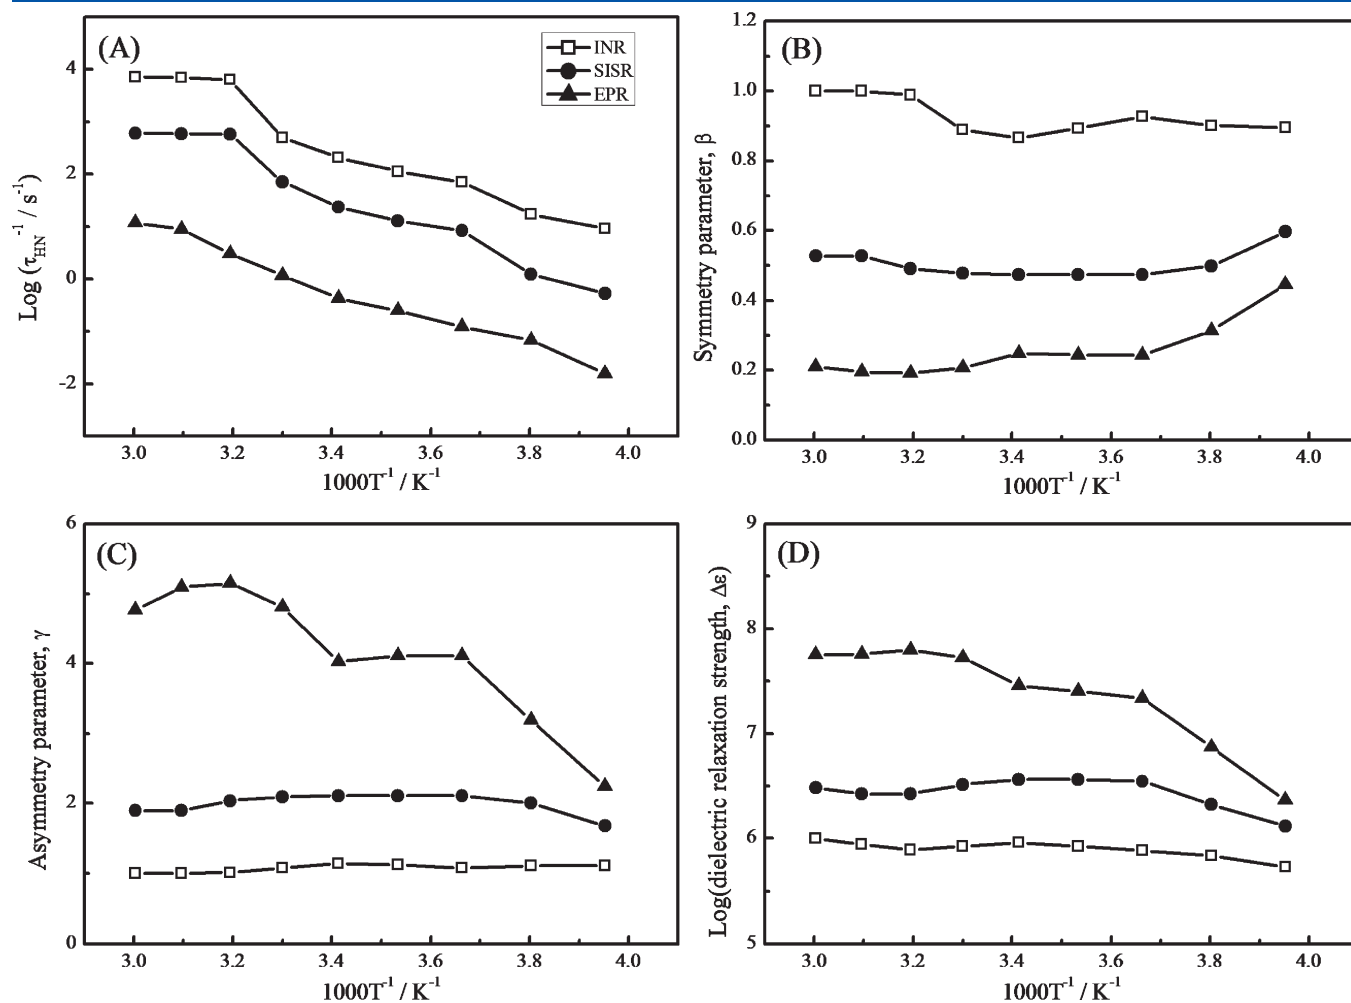 (A)
INR
SISR
EPR
4
2
0
-2
Log (τHN-1 / s-1)
3.0 3.2 3.4 3.6 3.8 4.0
1000T-1 / K-1
(B)
1.2
1.0
0.8
0.6
0.4
0.2
0.0
Symmetry parameter, β
3.0 3.2 3.4 3.6 3.8 4.0
1000T-1 / K-1
(C)
6
4
2
0
Asymmetry parameter, γ
3.0 3.2 3.4 3.6 3.8 4.0
1000T-1 / K-1
(D)
9
8
7
6
5
Log(dielectric relaxation strength, Δε)
3.0 3.2 3.4 3.6 3.8 4.0
1000T-1 / K-1